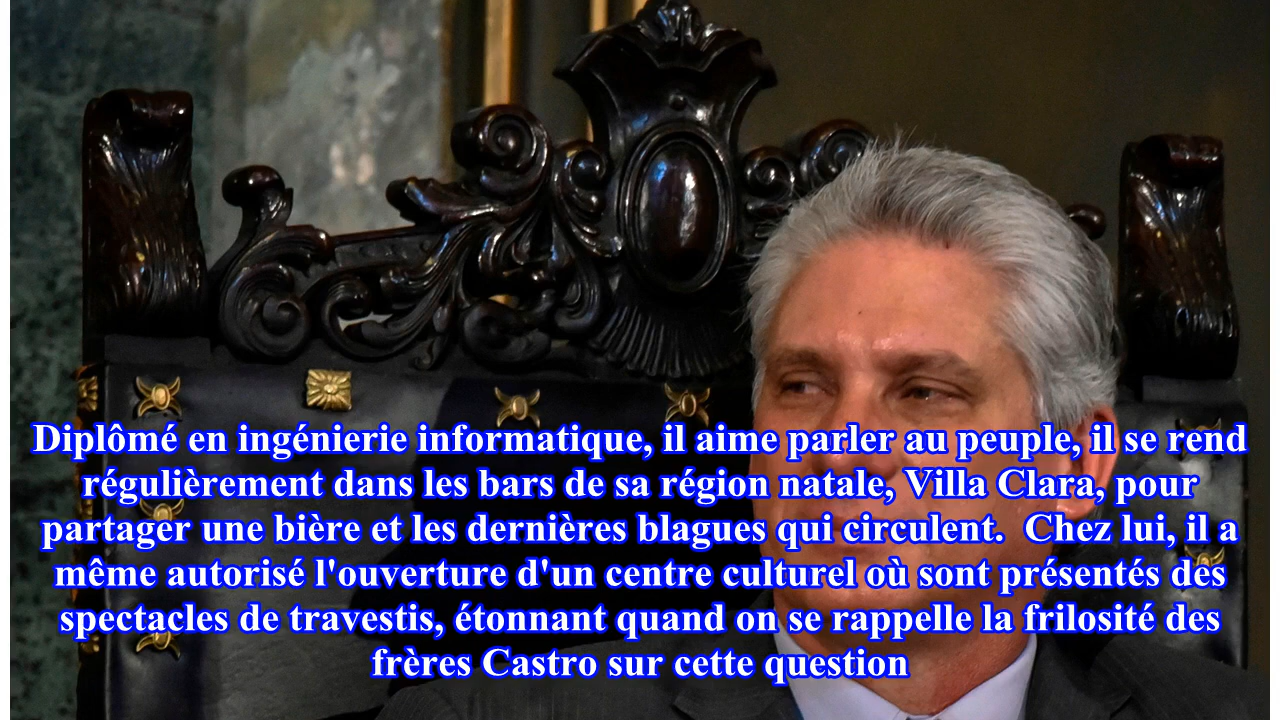 Diplômé en ingénierie informatique, il aime parler au peuple, il se rend
régulièrement dans les bars de sa région natale, Villa Clara, pour
partager une bière et les dernières blagues qui circulent.  Chez lui, il a
même autorisé l'ouverture d'un centre culturel où sont présentés des
spectacles de travestis, étonnant quand on se rappelle la frilosité des
frères Castro sur cette question